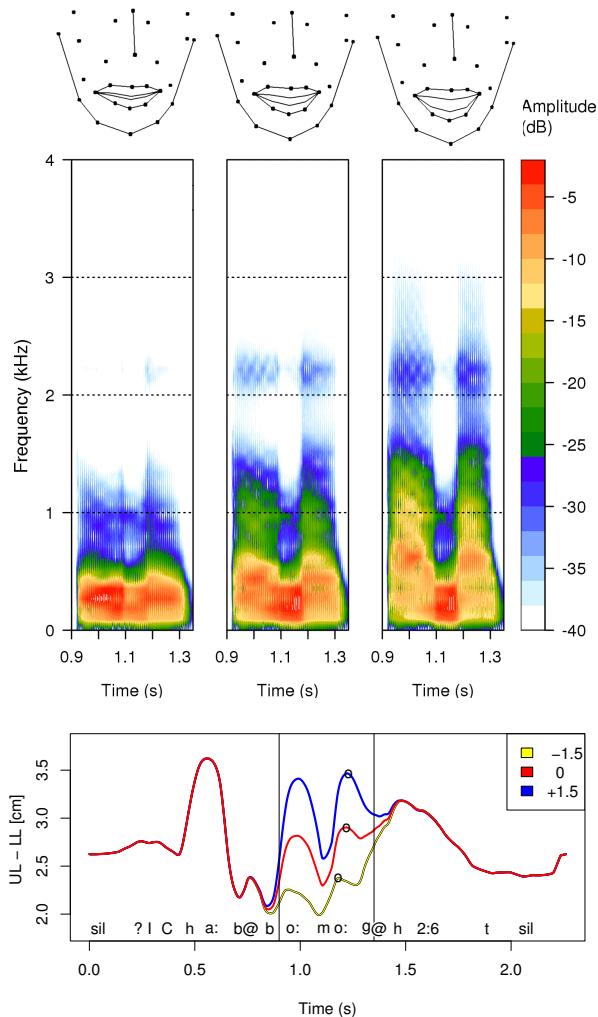 Amplitude
(dB)
4
3
2
1
0
Frequency (kHz)
-5
-10
-15
-20
-25
-30
-35
-40
0.9 1.1 1.3
0.9 1.1 1.3
0.9 1.1 1.3
Time (s) Time (s) Time (s)
3.5
3.0
2.5
2.0
UL – LL [cm]
−1.5
0
+1.5
sil ? I C h a: b@ b o: m o: g@ h 2:6 t sil
0.0 0.5 1.0 1.5 2.0
Time (s)